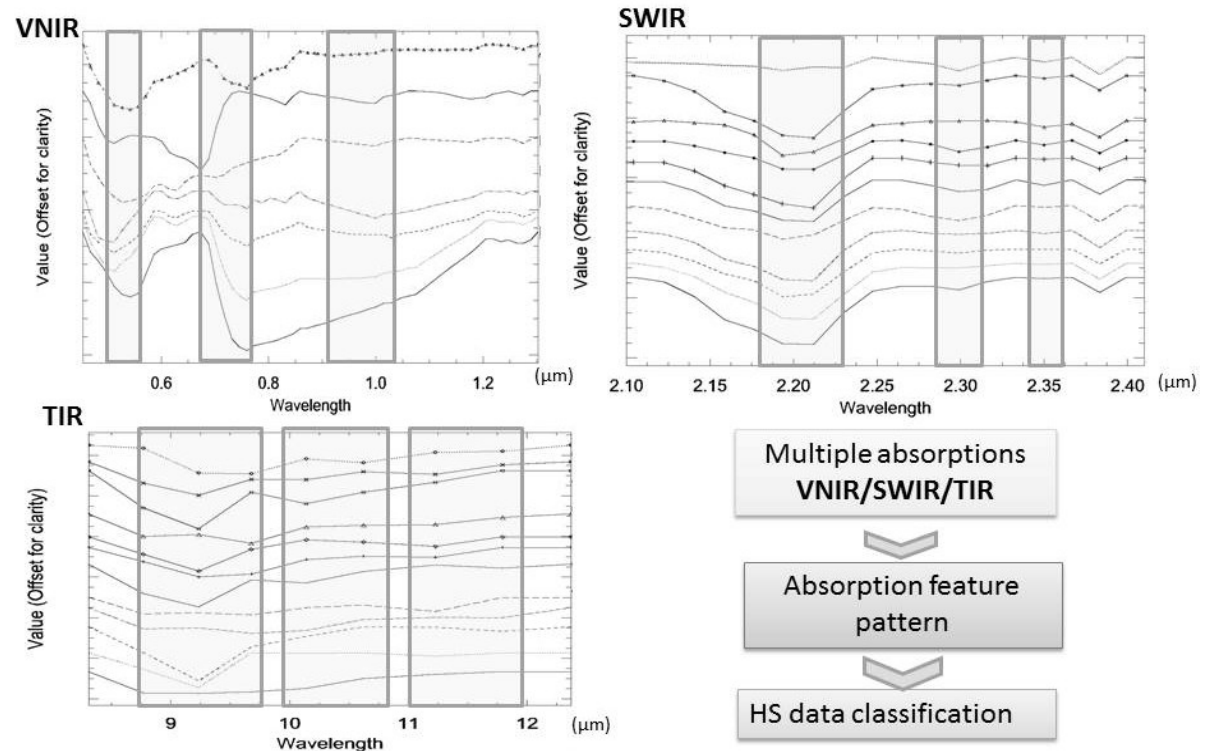 VNIR
Value (Offset for clarity)
0.6 0.8 1.0 1.2 (μm)
Wavelength
SWIR
Value (Offset for clarity)
2.10 2.15 2.20 2.25 2.30 2.35 2.40 (μm)
Wavelength
TIR
Value (Offset for clarity)
9 10 11 12 (μm)
Wavelength
Multiple absorptions
VNIR/SWIR/TIR
Absorption feature
pattern
HS data classification